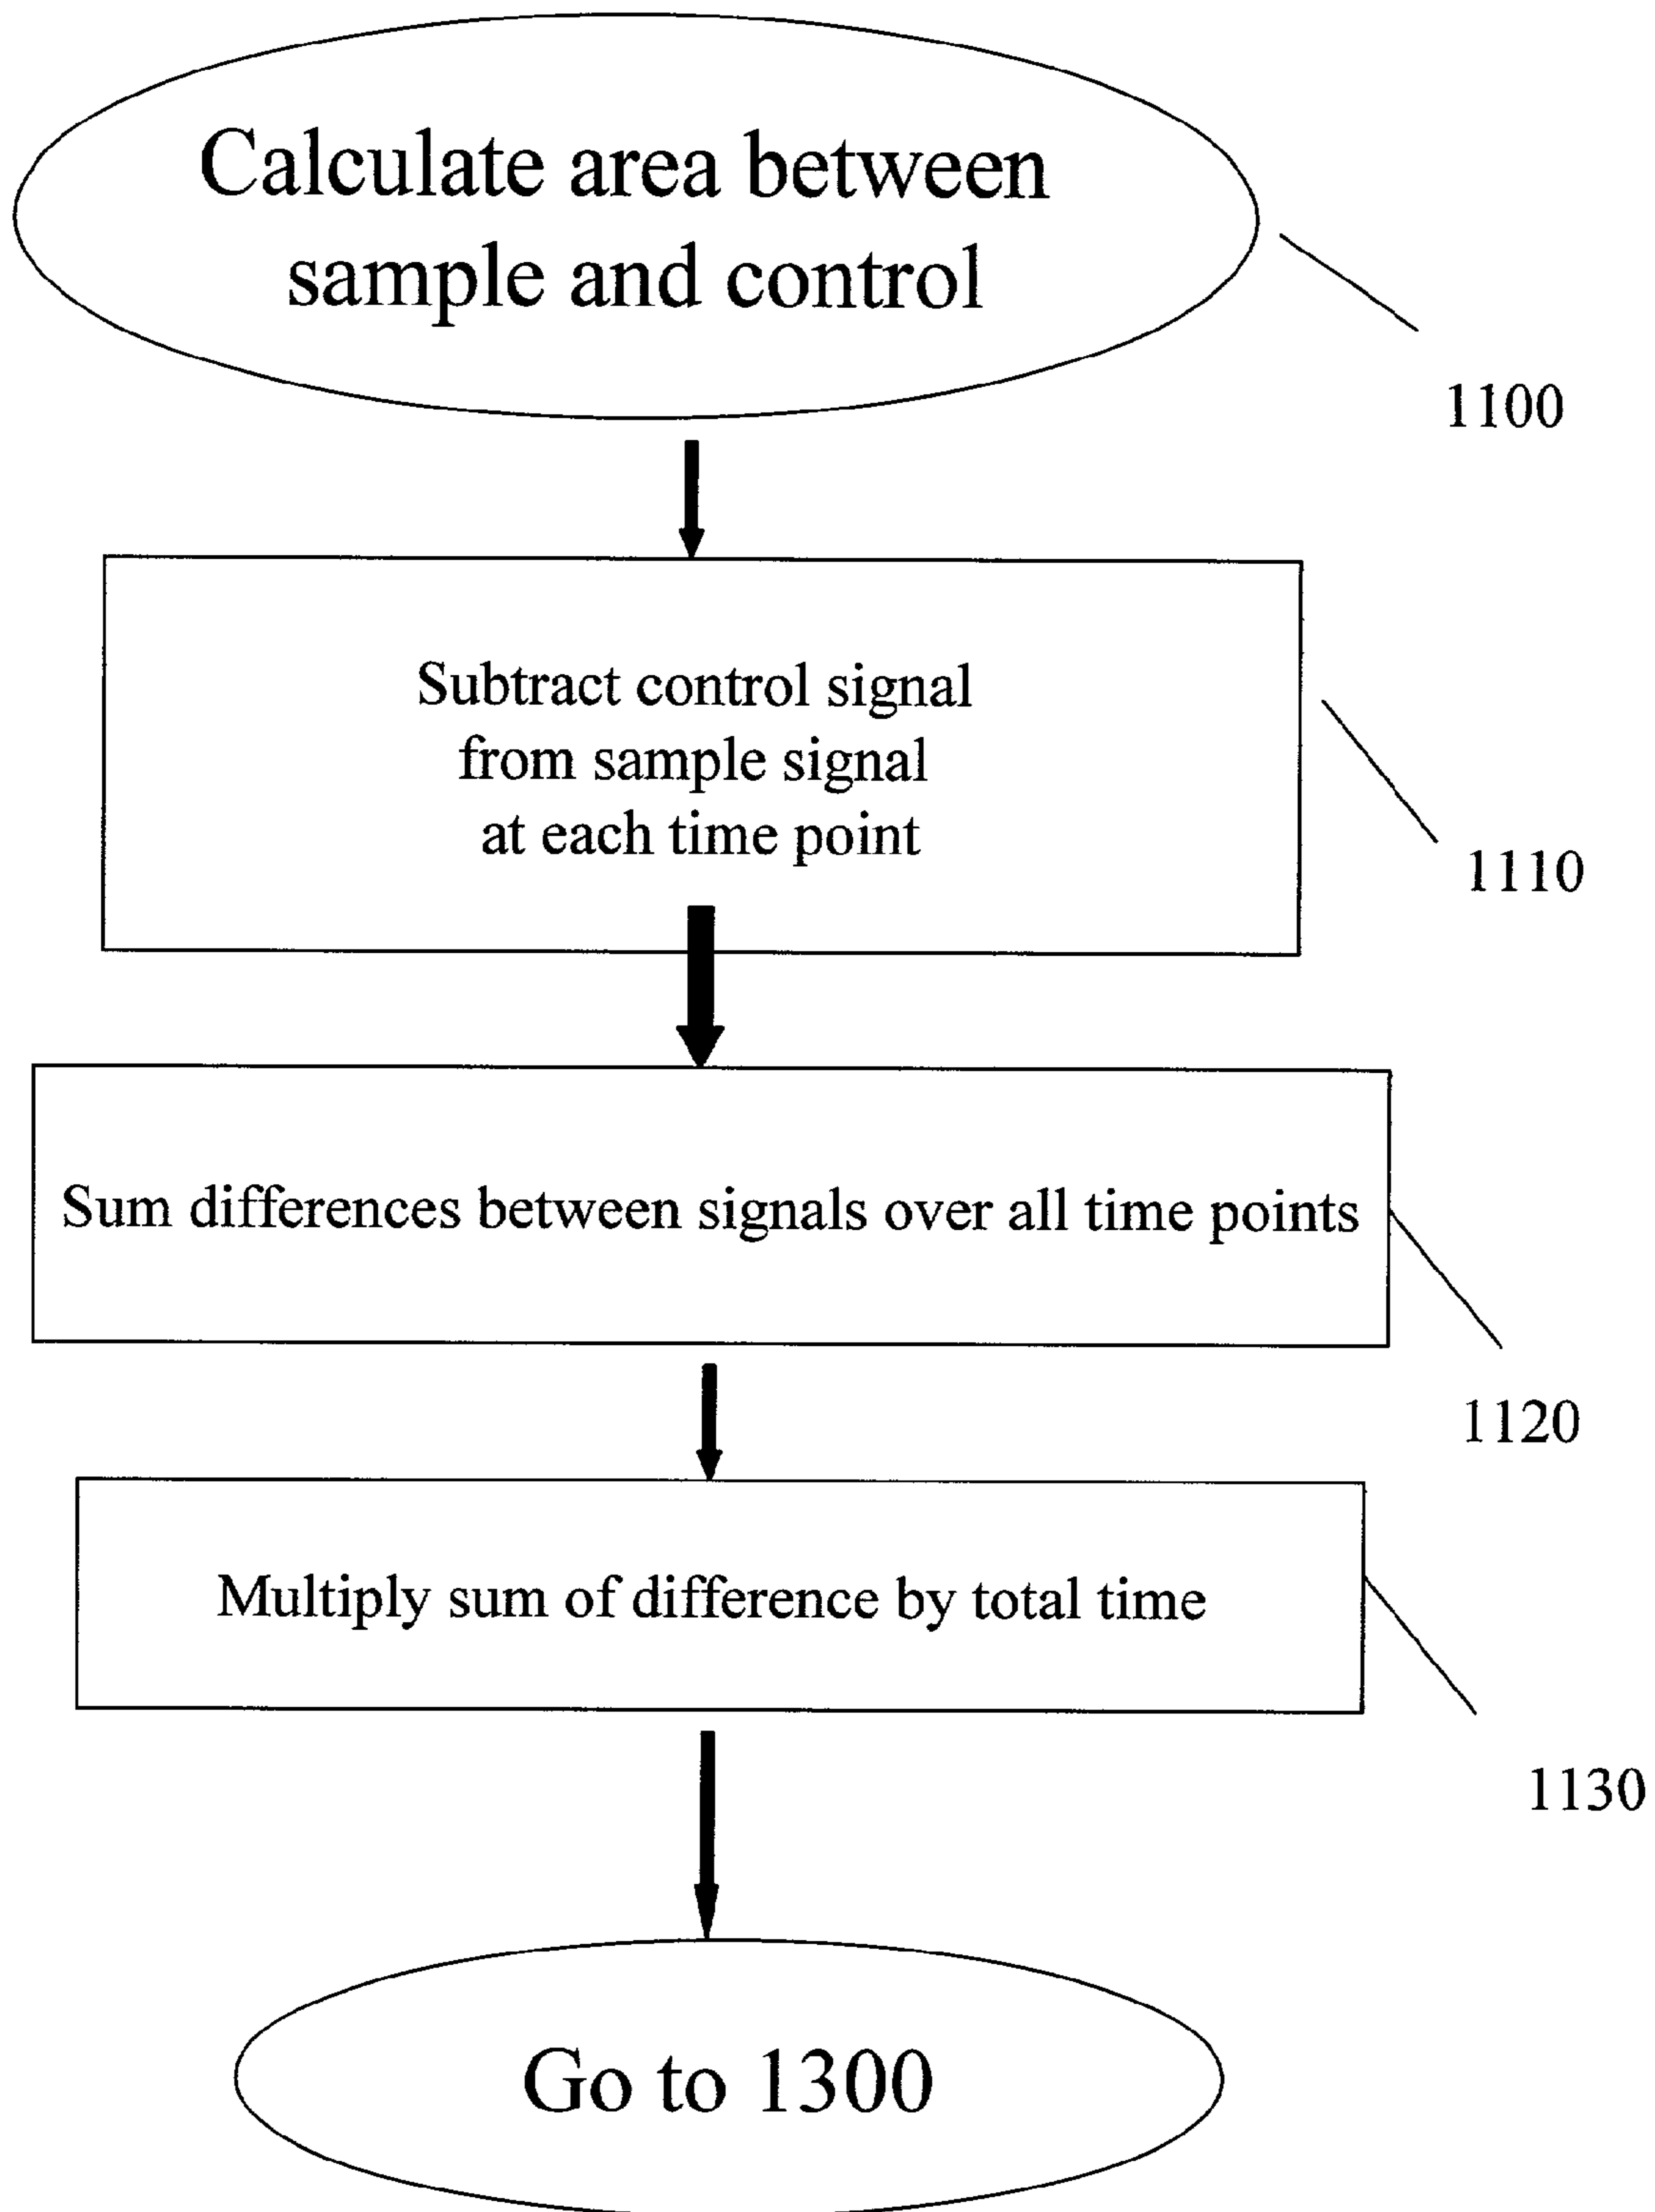 Calculate area between
sample and control
1100
Subtract control signal
from sample signal
at each time point
1110
Sum differences between signals over all time points
1120
Multiply sum of difference by total time
1130
Go to 1300